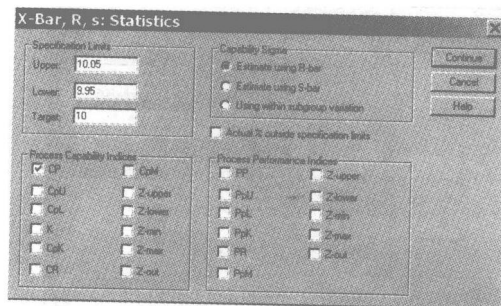 X-Bar, R, s: Statistics
Specification Limits
Upper: 10.05
Lower: 9.95
Target: 10
Capability Sigma
Estimate using R-bar
Estimate using S-bar
Using within subgroup variation
Actual % outside specification limits
Continue
Cancel
Help
Process Capability Indices
CP
CpU
CpL
K
CpK
CR
CpM
Z-upper
Z-lower
Z-min
Z-max
Z-out
Process Performance Indices
PP
PpU
PpL
PpK
PR
PpM
Z-upper
Z-lower
Z-min
Z-max
Z-out